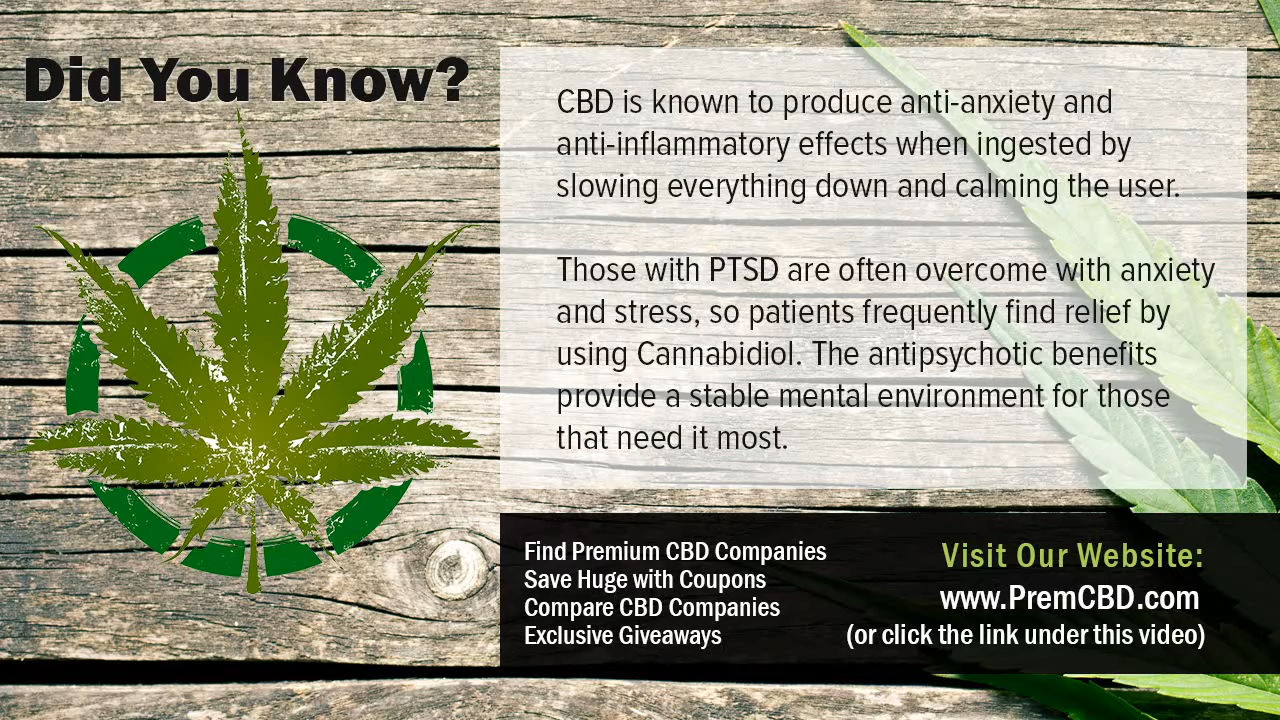 Did You Know?
CBD is known to produce anti-anxiety and
anti-inflammatory effects when ingested by
slowing everything down and calming the user.
Those with PTSD are often overcome with anxiety
and stress, so patients frequently find relief by
using Cannabidiol. The antipsychotic benefits
provide a stable mental environment for those
that need it most.
Find Premium CBD Companies
Save Huge with Coupons
Compare CBD Companies
Exclusive Giveaways
Visit Our Website:
www.PremCBD.com
(or click the link under this video)